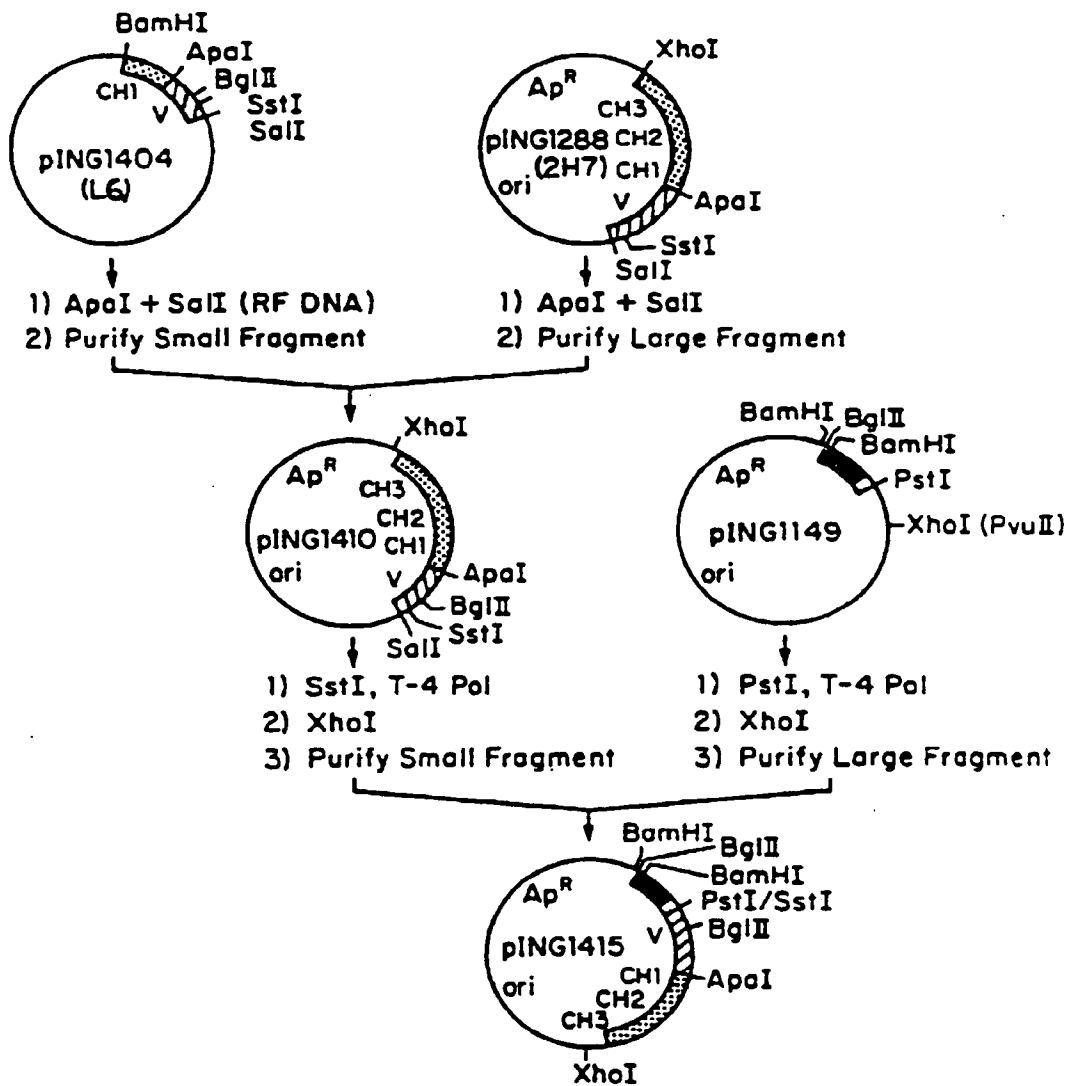 BamHI
ApaI
BglII
SstI
SalI
CH1
V
pING1404
(L6)
XhoI
Ap^R
CH3
pING1288 CH2
(2H7) CH1
ori
V
ApaI
SstI
SalI
1) ApaI + SalI (RF DNA)
2) Purify Small Fragment
1) ApaI + SalI
2) Purify Large Fragment
XhoI
Ap^R
CH3
CH2
pING1410 CH1
ori
V
ApaI
BglII
SstI
SalI
BamHI
BglII
BamHI
Ap^R
PstI
XhoI (PvuII)
pING1149
ori
1) SstI, T-4 Pol
2) XhoI
3) Purify Small Fragment
1) PstI, T-4 Pol
2) XhoI
3) Purify Large Fragment
BamHI
BglII
BamHI
Ap^R
PstI/SstI
V
BglII
pING1415
CH1
ApaI
ori
CH2
CH3
XhoI